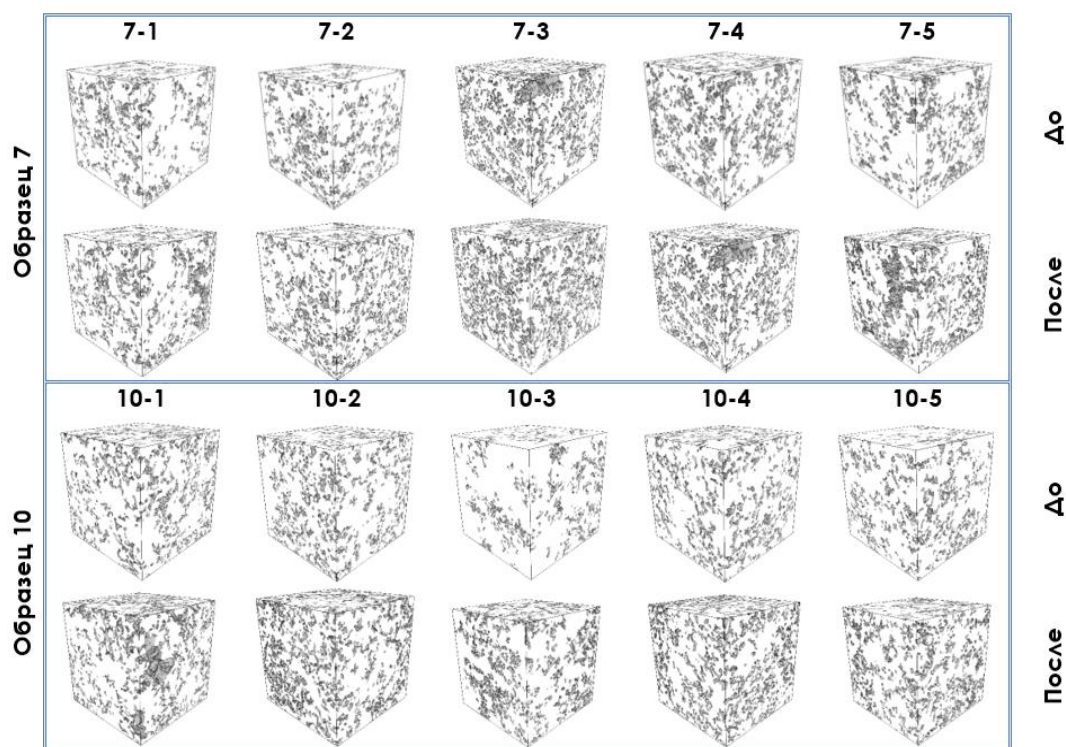 7-1 7-2 7-3 7-4 7-5
Образец 7
До
После
10-1 10-2 10-3 10-4 10-5
Образец 10
До
После